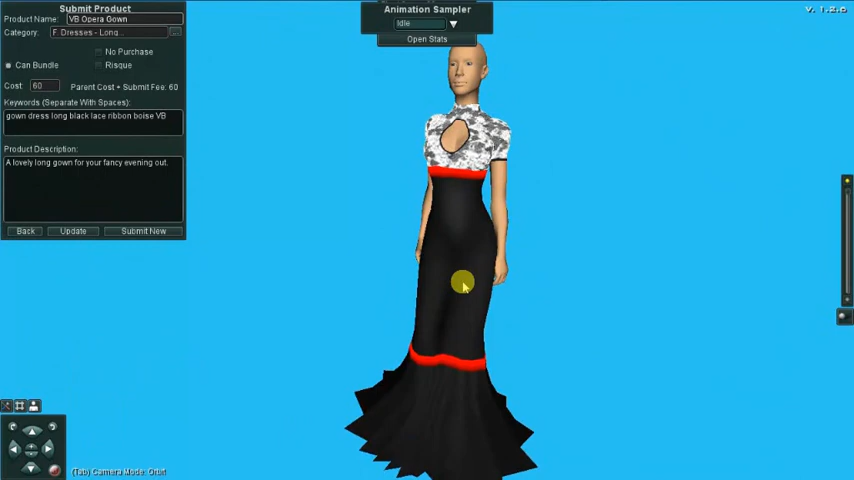 Submit Product
Product Name: VB Opera Gown
Category: F. Dresses - Long...
No Purchase
Can Bundle
Risque
Cost: 60 Parent Cost + Submit Fee: 60
Keywords (Separate With Spaces):
gown dress long black lace ribbon boise VB
Product Description:
A lovely long gown for your fancy evening out.
Back Update Submit New
Animation Sampler
Idle
Open Stats
(Tab) Camera Mode: Orbit